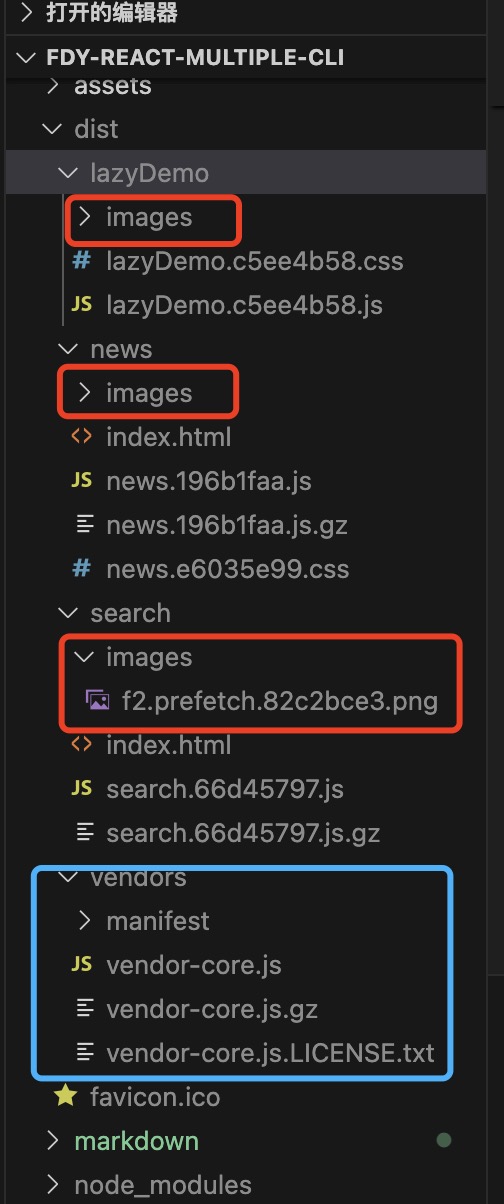 打开的编辑器
FDY-REACT-MULTIPLE-CLI
assets
dist
lazyDemo
images
# lazyDemo.c5ee4b58.css
JS lazyDemo.c5ee4b58.js
news
images
<> index.html
JS news.196b1faa.js
news.196b1faa.js.gz
# news.e6035e99.css
search
images
f2.prefetch.82c2bce3.png
<> index.html
JS search.66d45797.js
search.66d45797.js.gz
vendors
manifest
JS vendor-core.js
vendor-core.js.gz
vendor-core.js.LICENSE.txt
favicon.ico
markdown
node_modules